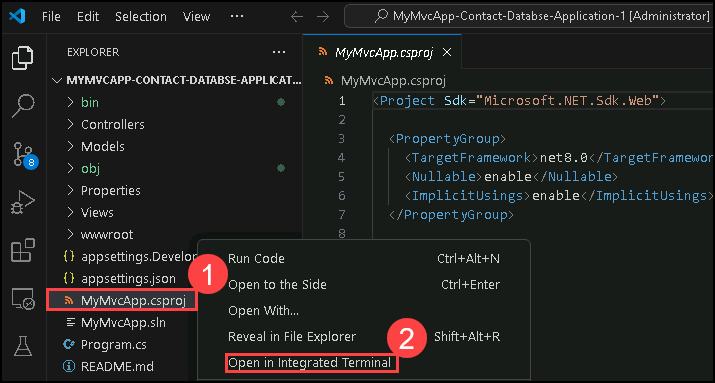 File Edit Selection View ...
MyMvcApp-Contact-Databse-Application-1 [Administrator]
EXPLORER
MYMVCAPP-CONTACT-DATABSE-APPLICAT...
bin
Controllers
Models
obj
Properties
Views
wwwroot
{} appsettings.Develo
{} appsettings.json
MyMvcApp.csproj
MyMvcApp.sln
C# Program.cs
README.md
8
MyMvcApp.csproj
MyMvcApp.csproj
1 <Project Sdk="Microsoft.NET.Sdk.Web">
2
3 <PropertyGroup>
4 <TargetFramework>net8.0</TargetFramewor
5 <Nullable>enable</Nullable>
6 <ImplicitUsings>enable</ImplicitUsings>
7 </PropertyGroup>
8
1
Run Code Ctrl+Alt+N
Open to the Side Ctrl+Enter
Open With...
Reveal in File Explorer Shift+Alt+R
2
Open in Integrated Terminal